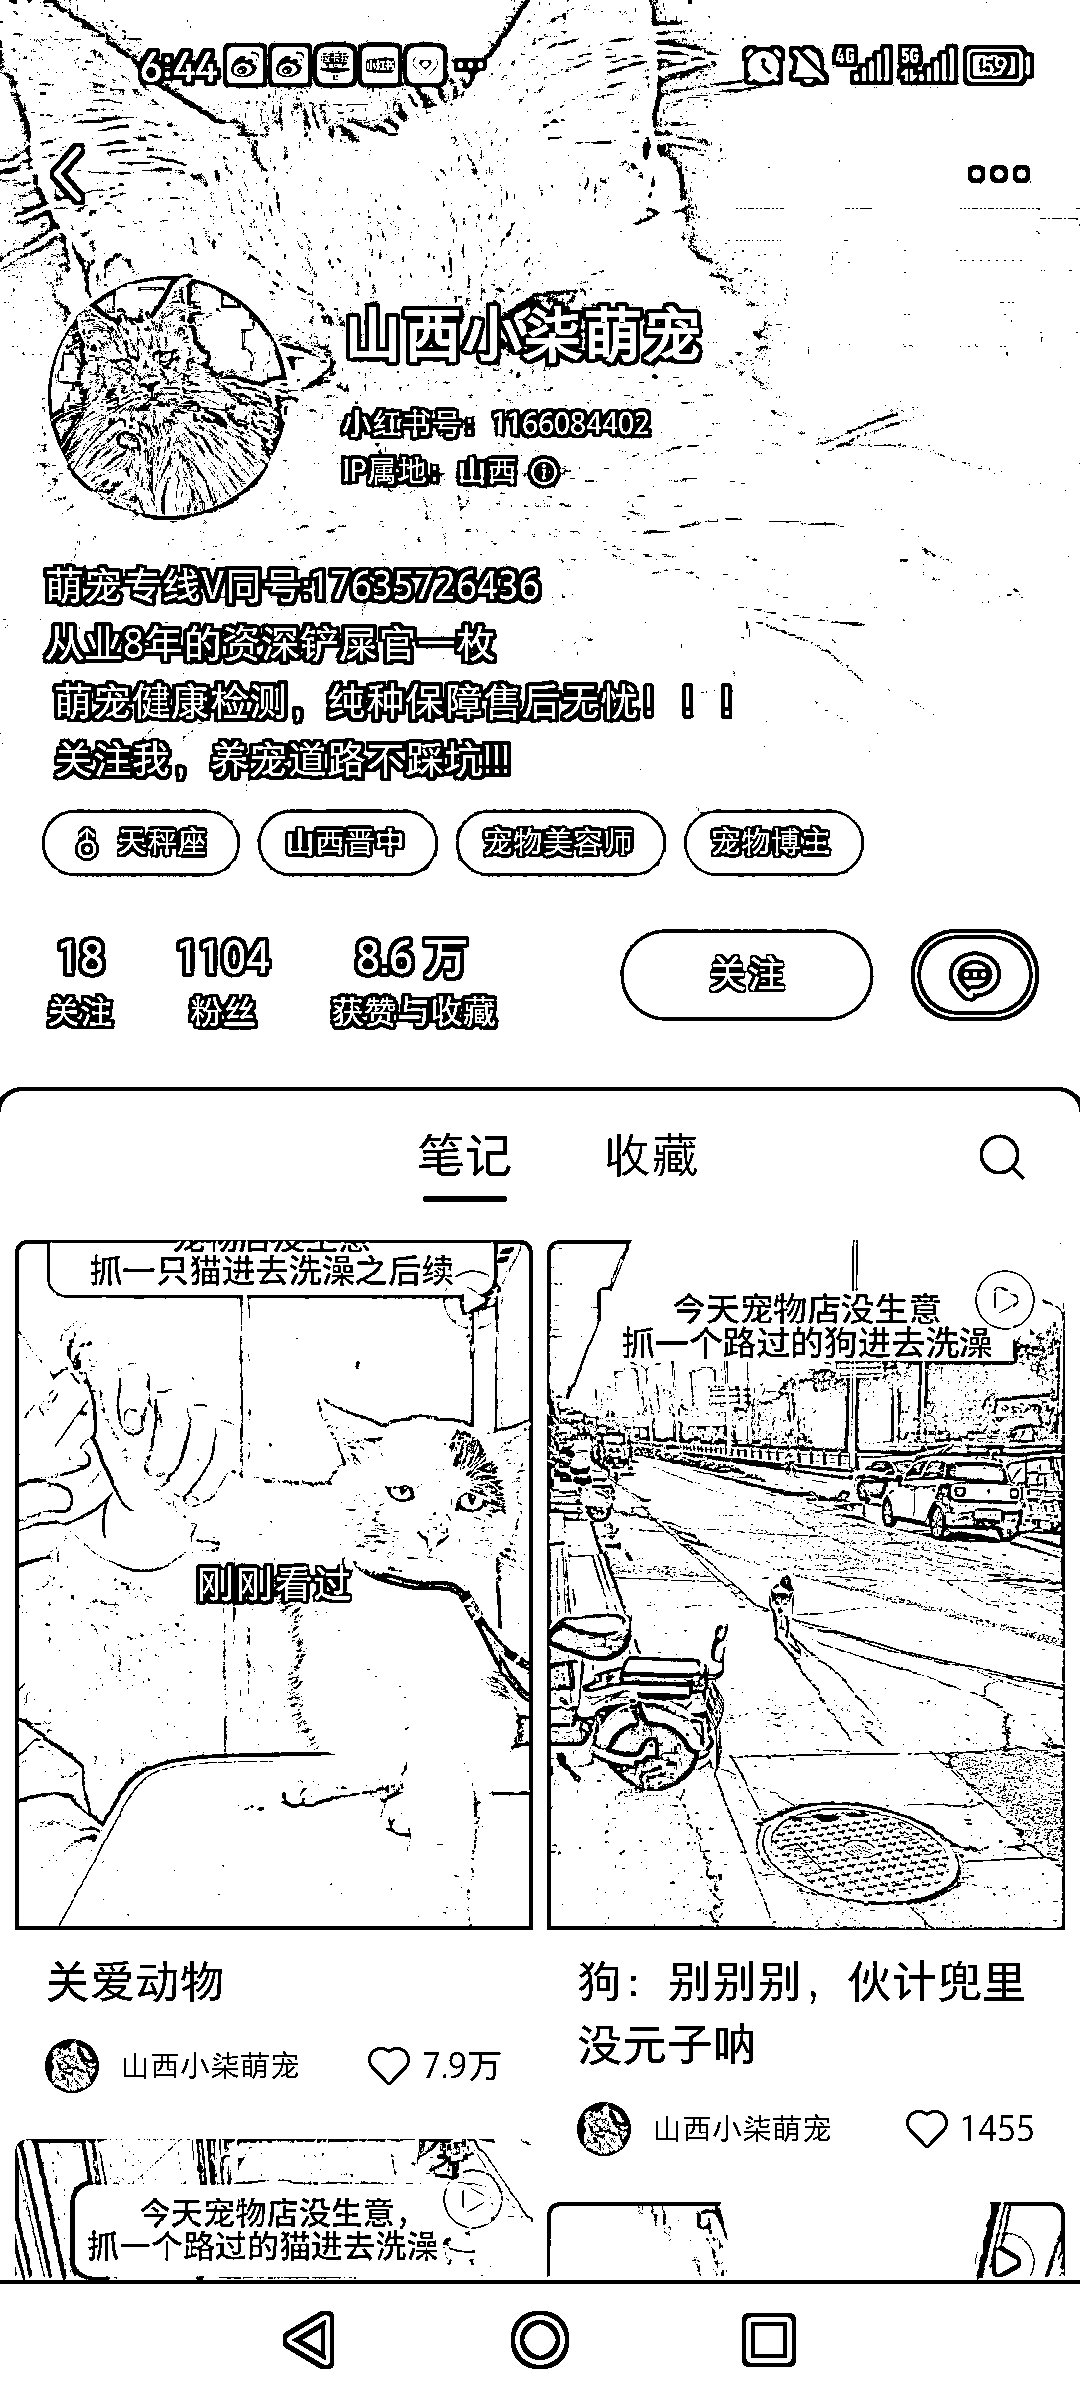 6:44
4G 5G 59
山西小柒萌宠
小红书号：1166084402
IP属地：山西
萌宠专线V同号:17635726436
从业8年的资深铲屎官一枚
萌宠健康检测，纯种保障售后无忧！！！
关注我，养宠道路不踩坑!!!
天秤座 山西晋中 宠物美容师 宠物博主
18 1104 8.6万
关注 粉丝 获赞与收藏
关注
笔记 收藏
宠物店没生意
抓一只猫进去洗澡之后续
刚刚看过
今天宠物店没生意
抓一个路过的狗进去洗澡
关爱动物
山西小柒萌宠 7.9万
狗：别别别，伙计兜里
没元子呐
山西小柒萌宠 1455
今天宠物店没生意，
抓一个路过的猫进去洗澡